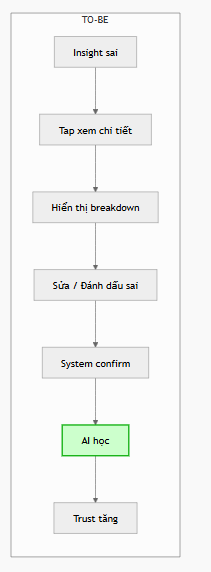 TO-BE
Insight sai
Tap xem chi tiết
Hiển thị breakdown
Sửa / Đánh dấu sai
System confirm
AI học
Trust tăng